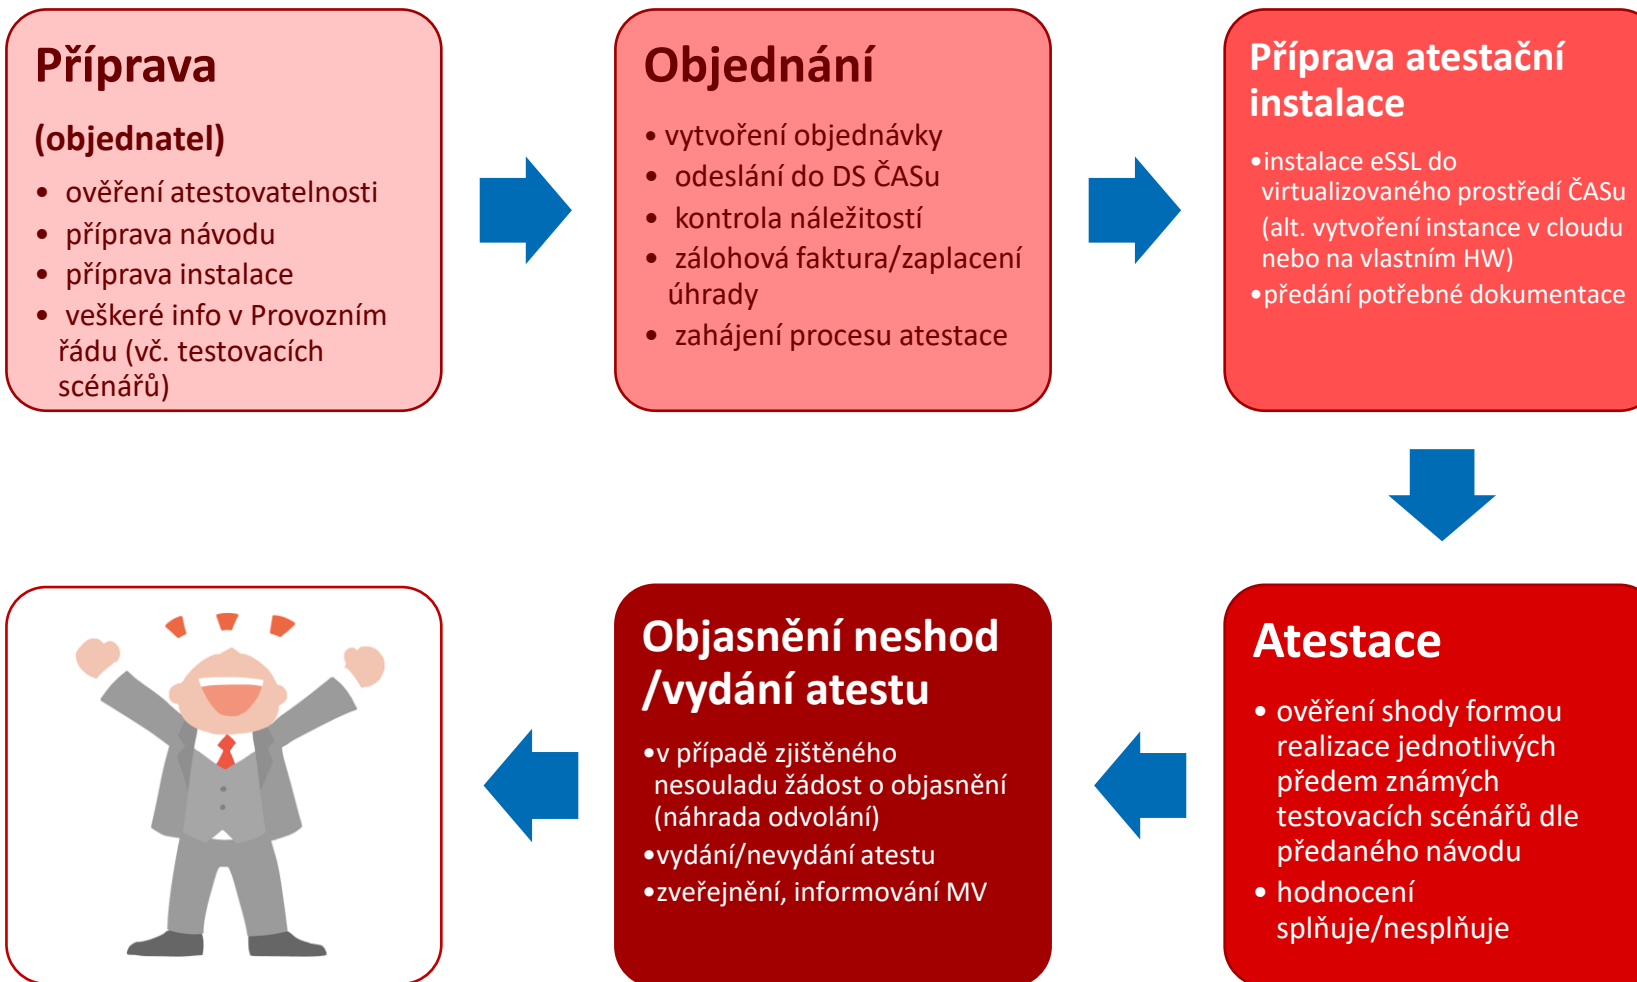 Příprava
(objednatel)
• ověření atestovatelnosti
• příprava návodu
• příprava instalace
• veškeré info v Provozním
řádu (vč. testovacích
scénářů)
Objednání
• vytvoření objednávky
• odeslání do DS ČASu
• kontrola náležitostí
• zálohová faktura/zaplacení
úhrady
• zahájení procesu atestace
Příprava atestační
instalace
•instalace eSSL do
virtualizovaného prostředí ČASu
(alt. vytvoření instance v cloudu
nebo na vlastním HW)
•předání potřebné dokumentace
Atestace
• ověření shody formou
realizace jednotlivých
předem známých
testovacích scénářů dle
předaného návodu
• hodnocení
splňuje/nesplňuje
Objasnění neshod
/vydání atestu
•v případě zjištěného
nesouladu žádost o objasnění
(náhrada odvolání)
•vydání/nevydání atestu
•zveřejnění, informování MV